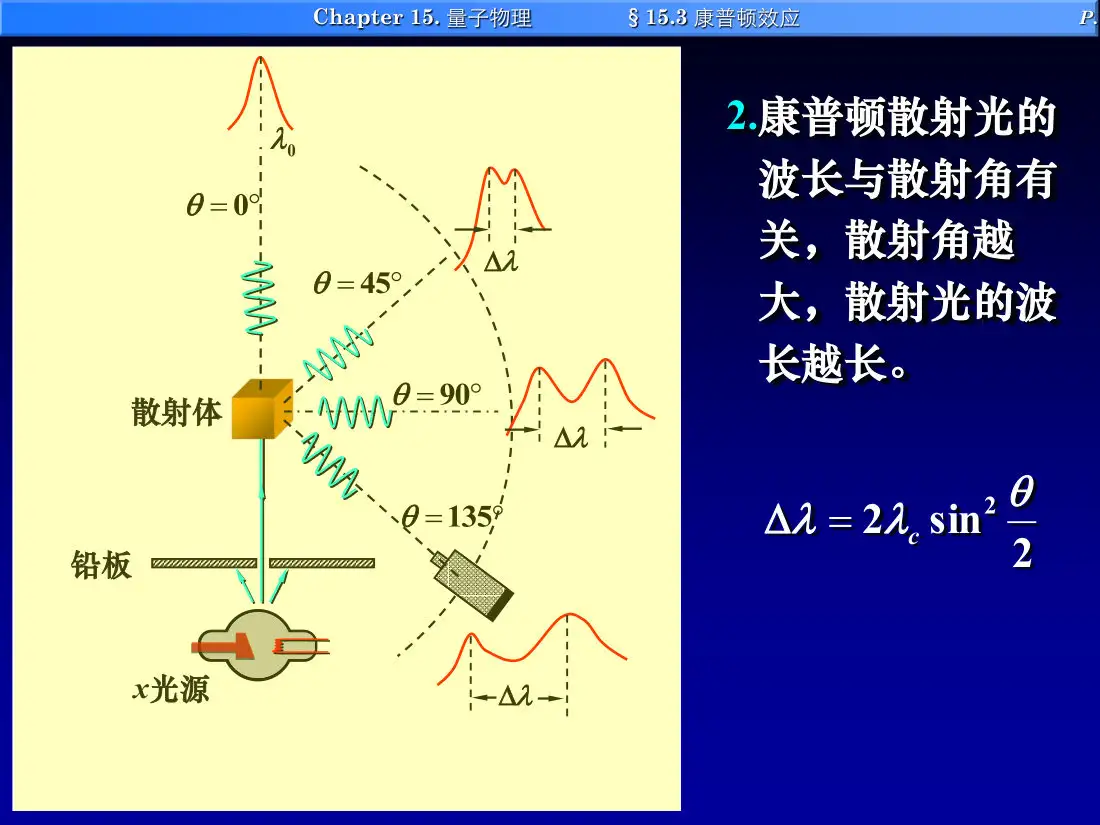 Chapter 15. 量子物理 § 15.3 康普顿效应 P.
λ₀
θ = 0°
Δλ
θ = 45°
散射体
θ = 90°
Δλ
θ = 135°
铅板
x光源
Δλ
2.康普顿散射光的
波长与散射角有
关，散射角越
大，散射光的波
长越长。
Δλ = 2λc sin² θ/2